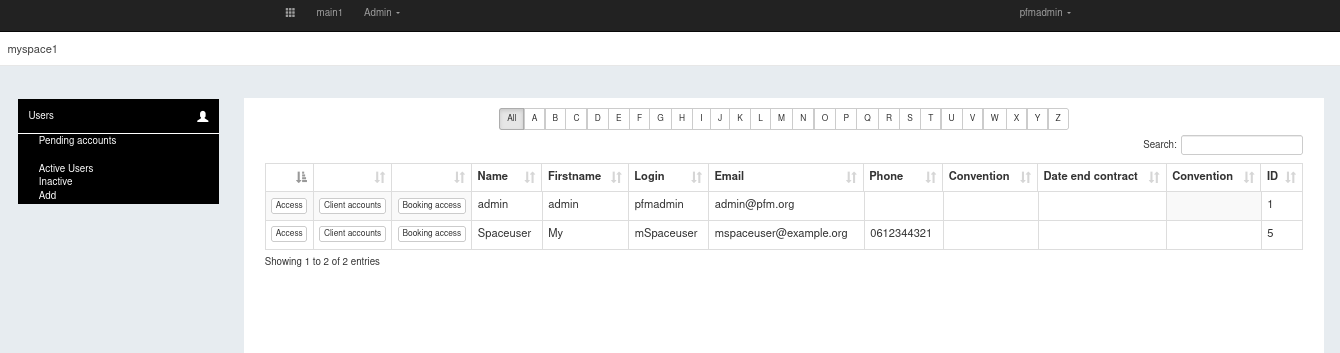 main1 Admin pfmadmin
myspace1
Users
Pending accounts
Active Users
Inactive
Add
All A B C D E F G H I J K L M N O P Q R S T U V W X Y Z
Search:
Name Firstname Login Email Phone Convention Date end contract Convention ID
Access Client accounts Booking access admin admin pfmadmin admin@pfm.org 1
Access Client accounts Booking access Spaceuser My mSpaceuser mspaceuser@example.org 0612344321 5
Showing 1 to 2 of 2 entries